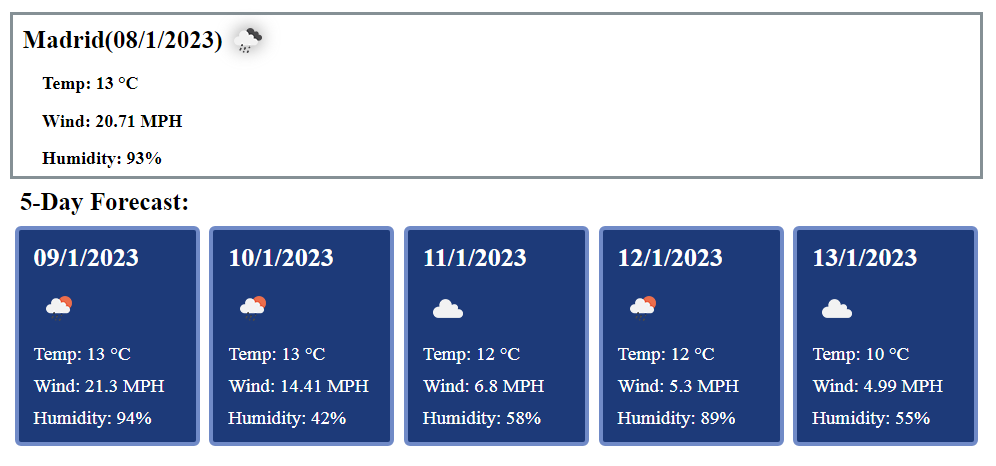 Madrid(08/1/2023)
Temp: 13 °C
Wind: 20.71 MPH
Humidity: 93%
5-Day Forecast:
09/1/2023
Temp: 13 °C
Wind: 21.3 MPH
Humidity: 94%
10/1/2023
Temp: 13 °C
Wind: 14.41 MPH
Humidity: 42%
11/1/2023
Temp: 12 °C
Wind: 6.8 MPH
Humidity: 58%
12/1/2023
Temp: 12 °C
Wind: 5.3 MPH
Humidity: 89%
13/1/2023
Temp: 10 °C
Wind: 4.99 MPH
Humidity: 55%